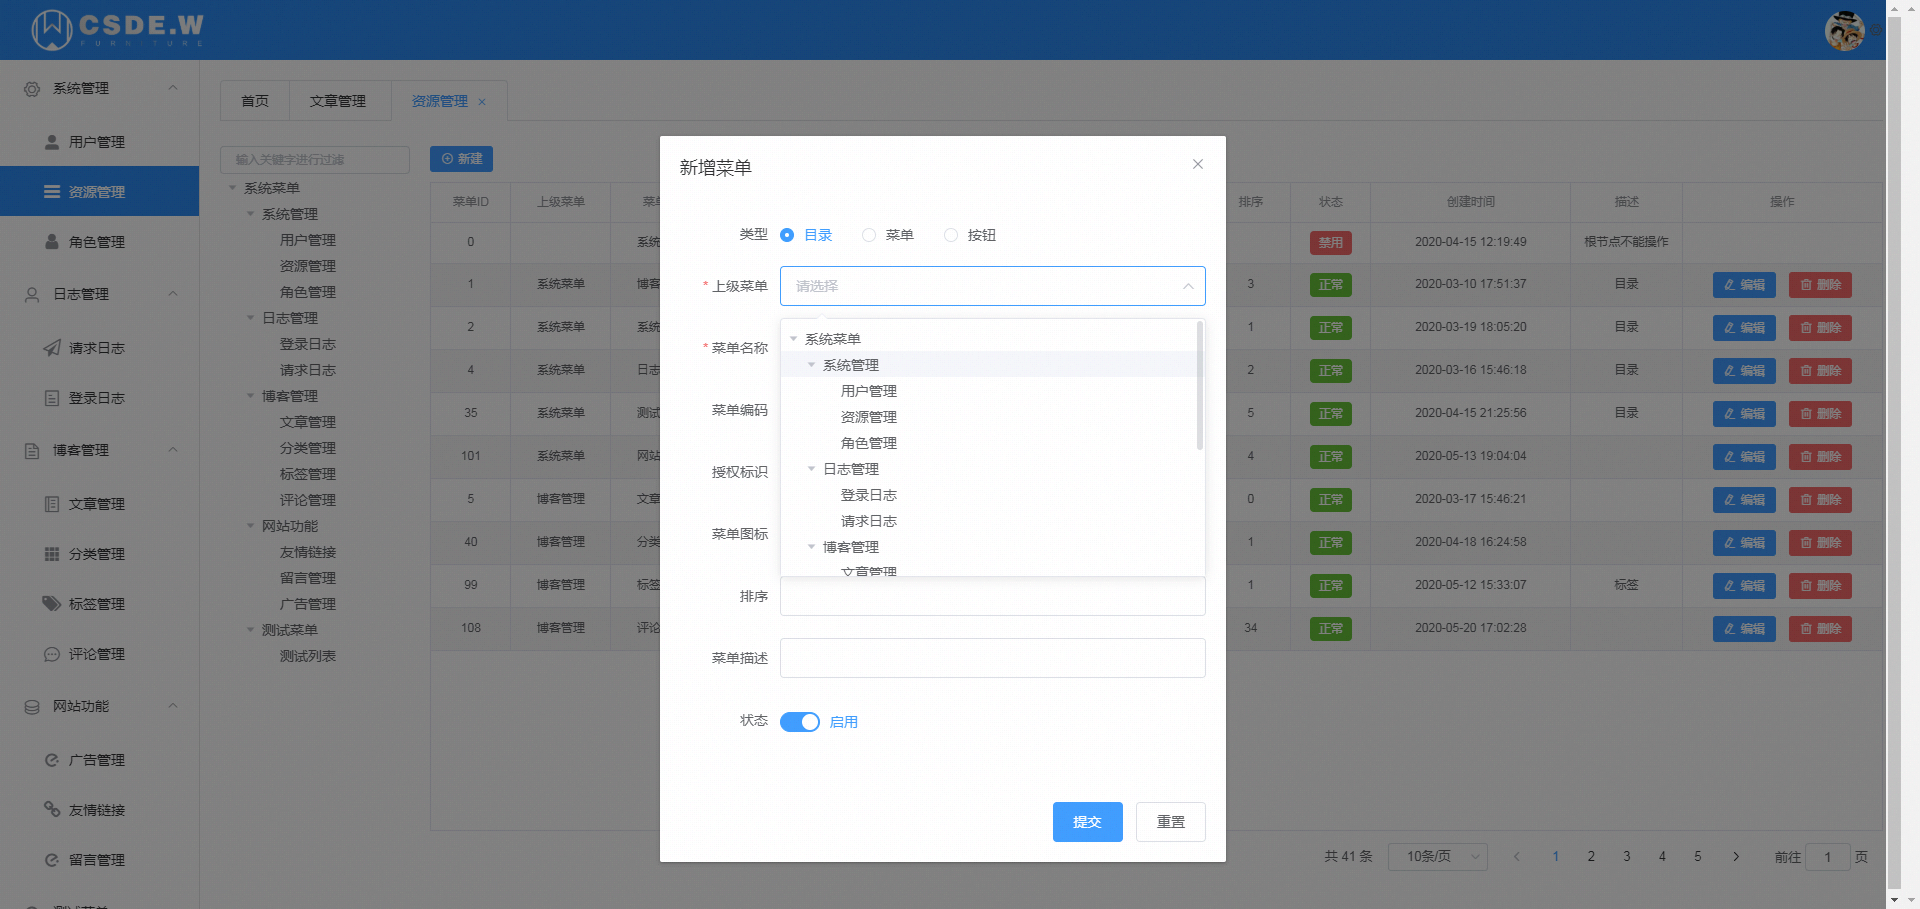 CSDE.W
FURNITURE
系统管理
用户管理
资源管理
角色管理
日志管理
请求日志
登录日志
博客管理
文章管理
分类管理
标签管理
评论管理
网站功能
广告管理
友情链接
留言管理
首页 文章管理 资源管理
输入关键字进行过滤
新建
系统菜单
系统管理
用户管理
资源管理
角色管理
日志管理
登录日志
请求日志
博客管理
文章管理
分类管理
标签管理
评论管理
网站功能
友情链接
留言管理
广告管理
测试菜单
测试列表
菜单ID 上级菜单 菜单 排序 状态 创建时间 描述 操作
0 系统 禁用 2020-04-15 12:19:49 根节点不能操作
1 系统菜单 博客 3 正常 2020-03-10 17:51:37 目录 编辑 删除
2 系统菜单 系统 1 正常 2020-03-19 18:05:20 目录 编辑 删除
4 系统菜单 日志 2 正常 2020-03-16 15:46:18 目录 编辑 删除
35 系统菜单 测试 5 正常 2020-04-15 21:25:56 目录 编辑 删除
101 系统菜单 网站 4 正常 2020-05-13 19:04:04 编辑 删除
5 博客管理 文章 0 正常 2020-03-17 15:46:21 编辑 删除
40 博客管理 分类 1 正常 2020-04-18 16:24:58 编辑 删除
99 博客管理 标签 1 正常 2020-05-12 15:33:07 标签 编辑 删除
108 博客管理 评论 34 正常 2020-05-20 17:02:28 编辑 删除
共 41 条 10条/页 1 2 3 4 5 前往 1 页
新增菜单
类型 目录 菜单 按钮
* 上级菜单 请选择
* 菜单名称
菜单编码
授权标识
菜单图标
排序
菜单描述
状态 启用
系统菜单
系统管理
用户管理
资源管理
角色管理
日志管理
登录日志
请求日志
博客管理
文章管理
提交 重置